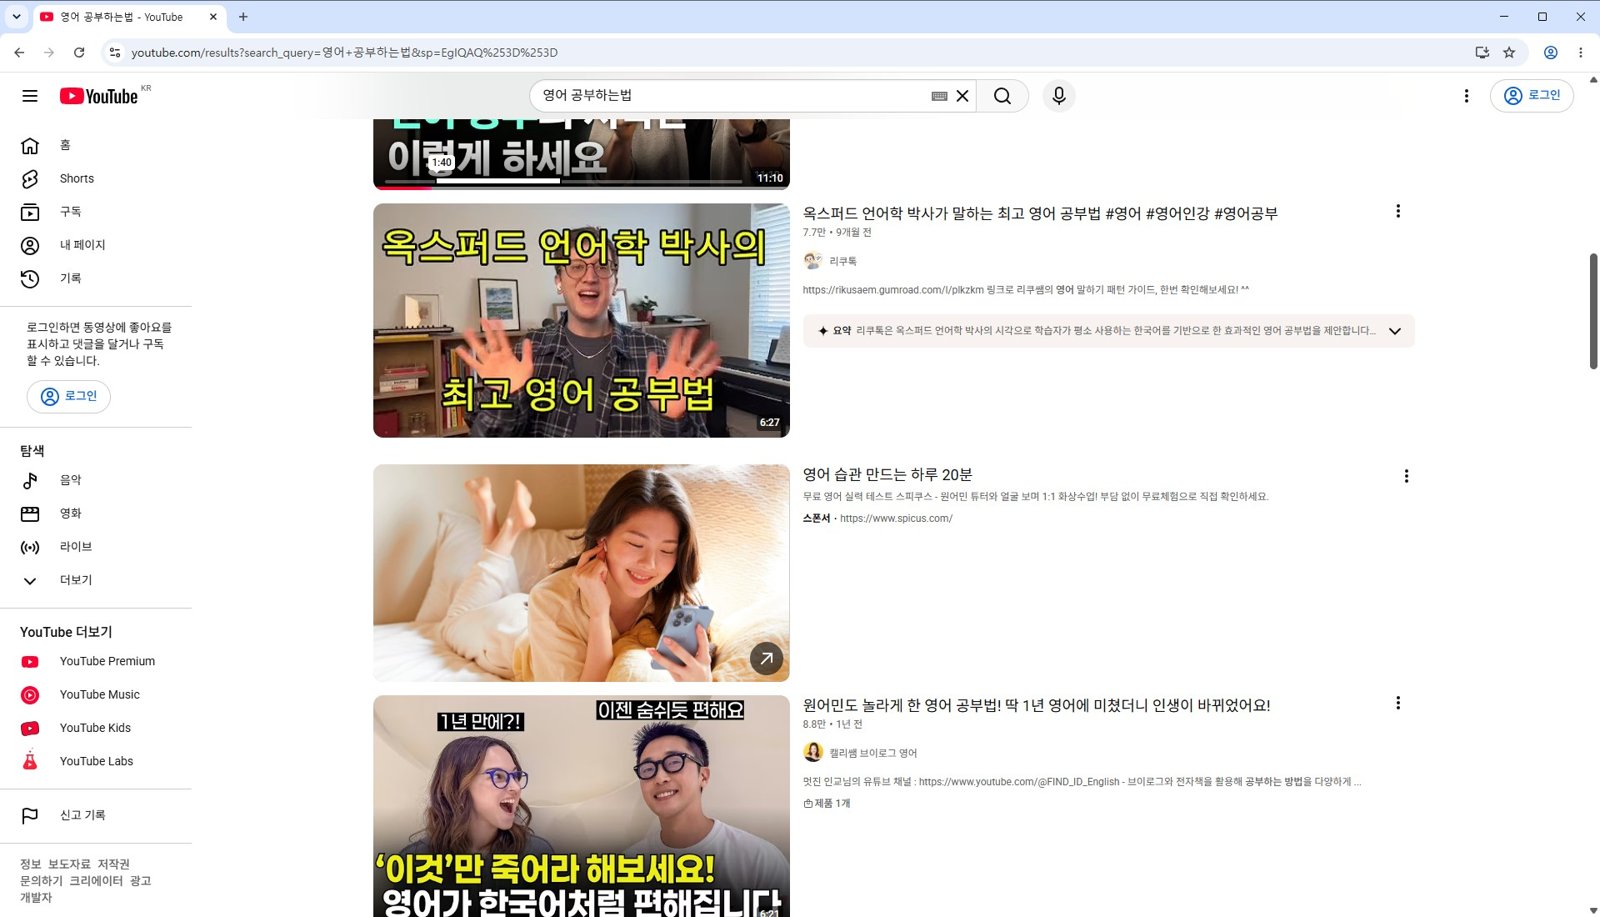 영어 공부하는법 - YouTube
youtube.com/results?search_query=영어+공부하는법&sp=EgIQAQ%253D%253D
YouTube KR
영어 공부하는법
로그인
홈
Shorts
구독
내 페이지
기록
로그인하면 동영상에 좋아요를
표시하고 댓글을 달거나 구독
할 수 있습니다.
로그인
탐색
음악
영화
라이브
더보기
YouTube 더보기
YouTube Premium
YouTube Music
YouTube Kids
YouTube Labs
신고 기록
정보 보도자료 저작권
문의하기 크리에이터 광고
개발자
이렇게 하세요
1:40
11:10
옥스퍼드 언어학 박사의
최고 영어 공부법
6:27
옥스퍼드 언어학 박사가 말하는 최고 영어 공부법 #영어 #영어인강 #영어공부
7.7만 • 9개월 전
리쿠톡
https://rikusaem.gumroad.com/l/plkzkm 링크로 리쿠쌤의 영어 말하기 패턴 가이드, 한번 확인해보세요! ^^
요약 리쿠톡은 옥스퍼드 언어학 박사의 시각으로 학습자가 평소 사용하는 한국어를 기반으로 한 효과적인 영어 공부법을 제안합니다...
영어 습관 만드는 하루 20분
무료 영어 실력 테스트 스피쿠스 - 원어민 튜터와 얼굴 보며 1:1 화상수업! 부담 없이 무료체험으로 직접 확인하세요.
스폰서 · https://www.spicus.com/
1년 만에?!
이젠 숨쉬듯 편해요
'이것'만 죽어라 해보세요!
영어가 한국어처럼 편해집니다
6:21
원어민도 놀라게 한 영어 공부법! 딱 1년 영어에 미쳤더니 인생이 바뀌었어요!
8.8만 • 1년 전
캘리쌤 브이로그 영어
멋진 인교님의 유튜브 채널 : https://www.youtube.com/@FIND_ID_English - 브이로그와 전자책을 활용해 공부하는 방법을 다양하게 ...
제품 1개